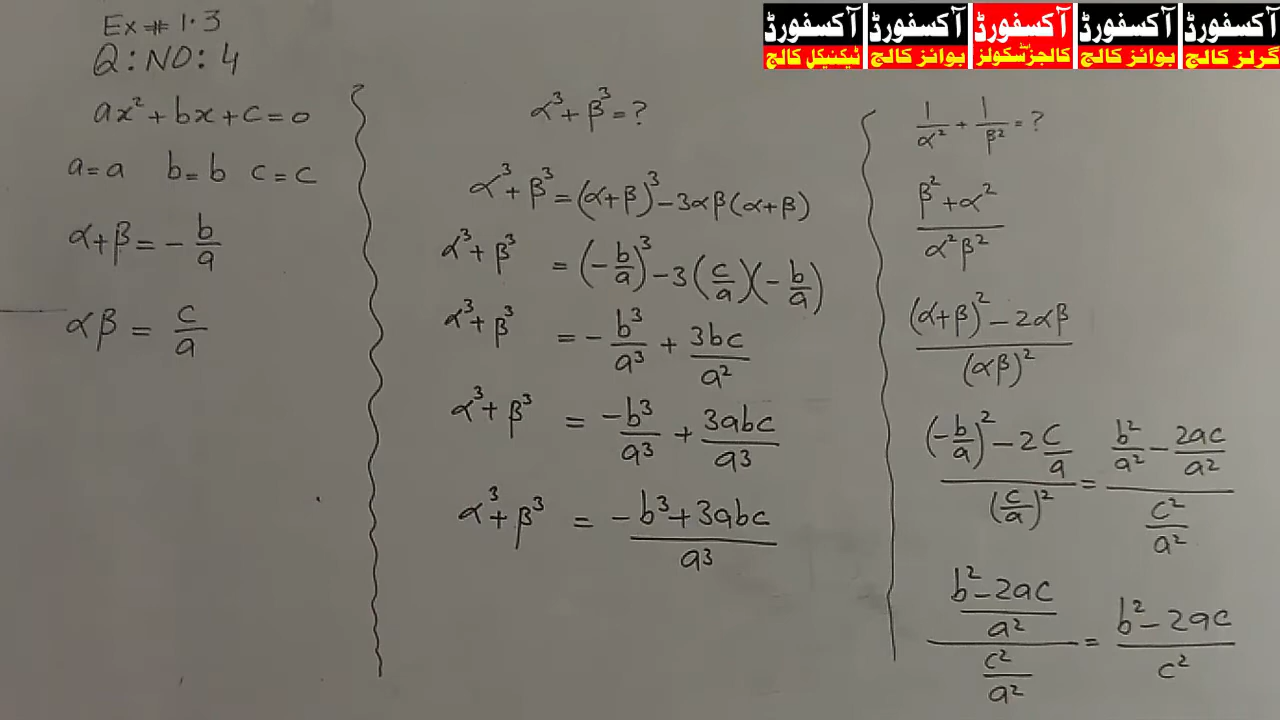 Ex# 1.3
Q: NO: 4
ax² + bx + c = 0
a = a b = b c = c
α + β = - b/a
αβ = c/a
α³ + β³ = ?
α³ + β³ = (α+β)³ - 3αβ(α+β)
α³ + β³ = (-b/a)³ - 3(c/a)(-b/a)
α³ + β³ = - b³/a³ + 3bc/a²
α³ + β³ = -b³/a³ + 3abc/a³
α³ + β³ = (-b³ + 3abc)/a³
آکسفورڈ آکسفورڈ آکسفورڈ آکسفورڈ آکسفورڈ
گرلز کالج بوائز کالج کالجز سکولز بوائز کالج ٹیکنیکل کالج
1/α² + 1/β² = ?
(β² + α²)/(α²β²)
((α+β)² - 2αβ)/(αβ)²
((-b/a)² - 2 c/a)/(c/a)² = (b²/a² - 2ac/a²)/(c²/a²)
((b² - 2ac)/a²)/(c²/a²) = (b² - 2ac)/c²